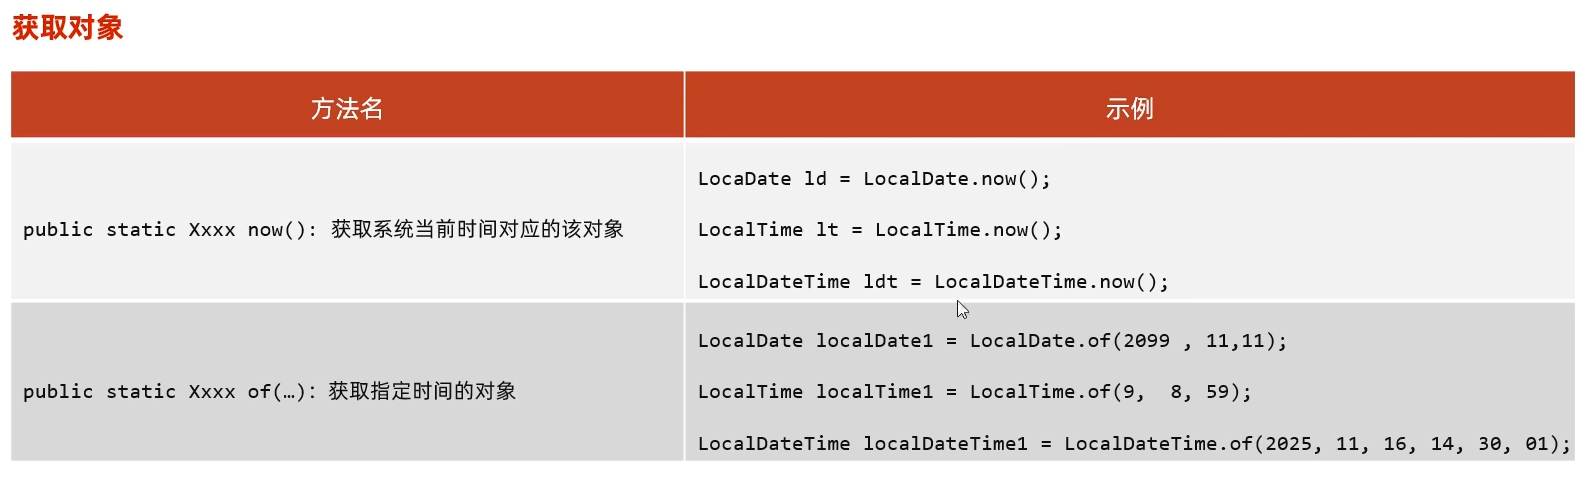 获取对象
方法名
示例
public static Xxxx now(): 获取系统当前时间对应的该对象
LocaDate ld = LocalDate.now();
LocalTime lt = LocalTime.now();
LocalDateTime ldt = LocalDateTime.now();
public static Xxxx of(…): 获取指定时间的对象
LocalDate localDate1 = LocalDate.of(2099 , 11,11);
LocalTime localTime1 = LocalTime.of(9,  8, 59);
LocalDateTime localDateTime1 = LocalDateTime.of(2025, 11, 16, 14, 30, 01);